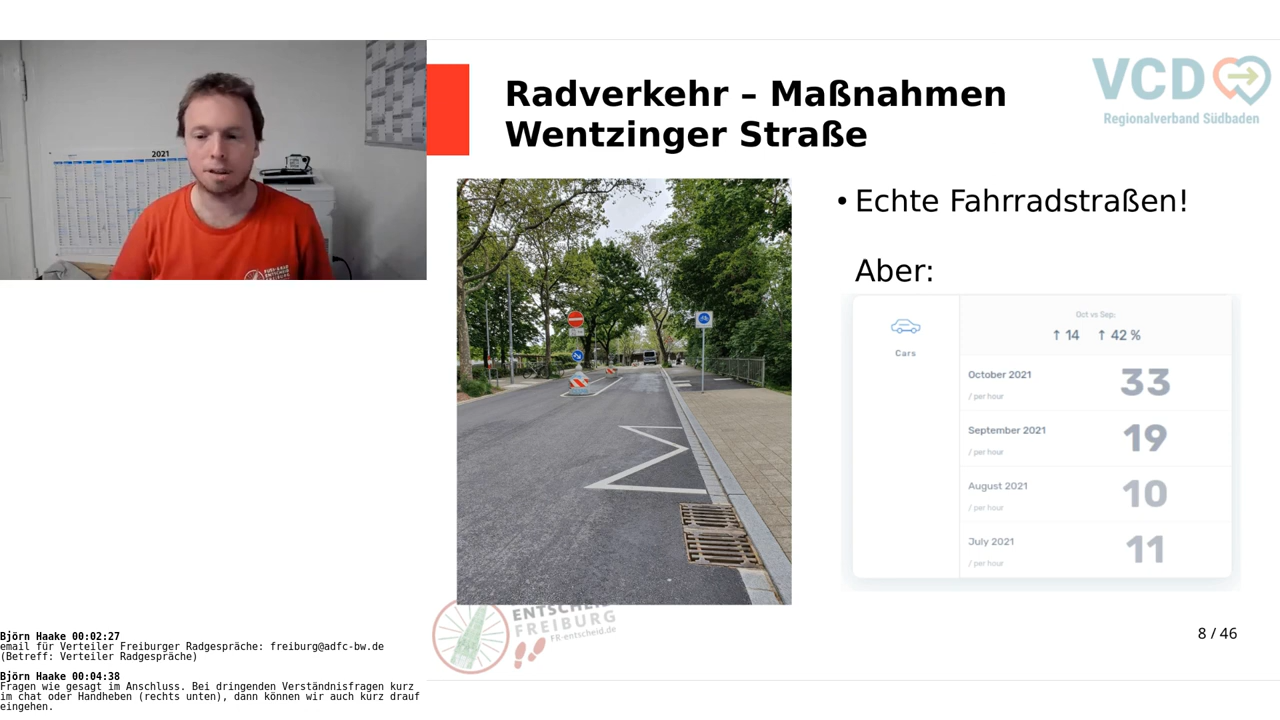 2021
Radverkehr – Maßnahmen
Wentzinger Straße
VCD
Regionalverband Südbaden
• Echte Fahrradstraßen!
Aber:
Cars
Oct vs Sep:
↑ 14 ↑ 42 %
October 2021
/ per hour
33
September 2021
/ per hour
19
August 2021
/ per hour
10
July 2021
/ per hour
11
ENTSCHEID
FREIBURG
FR-entscheid.de
8 / 46
Björn Haake 00:02:27
email für Verteiler Freiburger Radgespräche: freiburg@adfc-bw.de
(Betreff: Verteiler Radgespräche)
Björn Haake 00:04:38
Fragen wie gesagt im Anschluss. Bei dringenden Verständnisfragen kurz
im chat oder Handheben (rechts unten), dann können wir auch kurz drauf
eingehen.